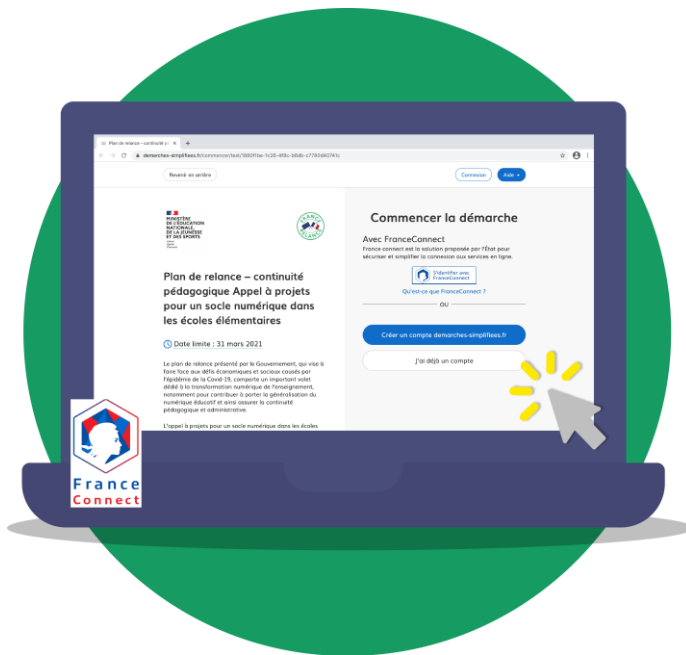 Plan de relance – continuité p
demarches-simplifiees.fr/commencer/test/
Revenir en arrière
Connexion
Aide
MINISTÈRE
DE L'ÉDUCATION
NATIONALE,
DE LA JEUNESSE
ET DES SPORTS
FRANCE
RELANCE
Plan de relance – continuité
pédagogique Appel à projets
pour un socle numérique dans
les écoles élémentaires
Date limite : 31 mars 2021
Le plan de relance présenté par le Gouvernement, qui vise à
faire face aux défis économiques et sociaux causés par
l'épidémie de la Covid-19, comporte un important volet
dédié à la transformation numérique de l'enseignement,
notamment pour contribuer à porter la généralisation du
numérique éducatif et ainsi assurer la continuité
pédagogique et administrative.
L'appel à projets pour un socle numérique dans les écoles
Commencer la démarche
Avec FranceConnect
France connect est la solution proposée par l'État pour
sécuriser et simplifier la connexion aux services en ligne.
S'identifier avec
FranceConnect
Qu'est-ce que FranceConnect ?
OU
Créer un compte demarches-simplifiees.fr
J'ai déjà un compte
France
Connect